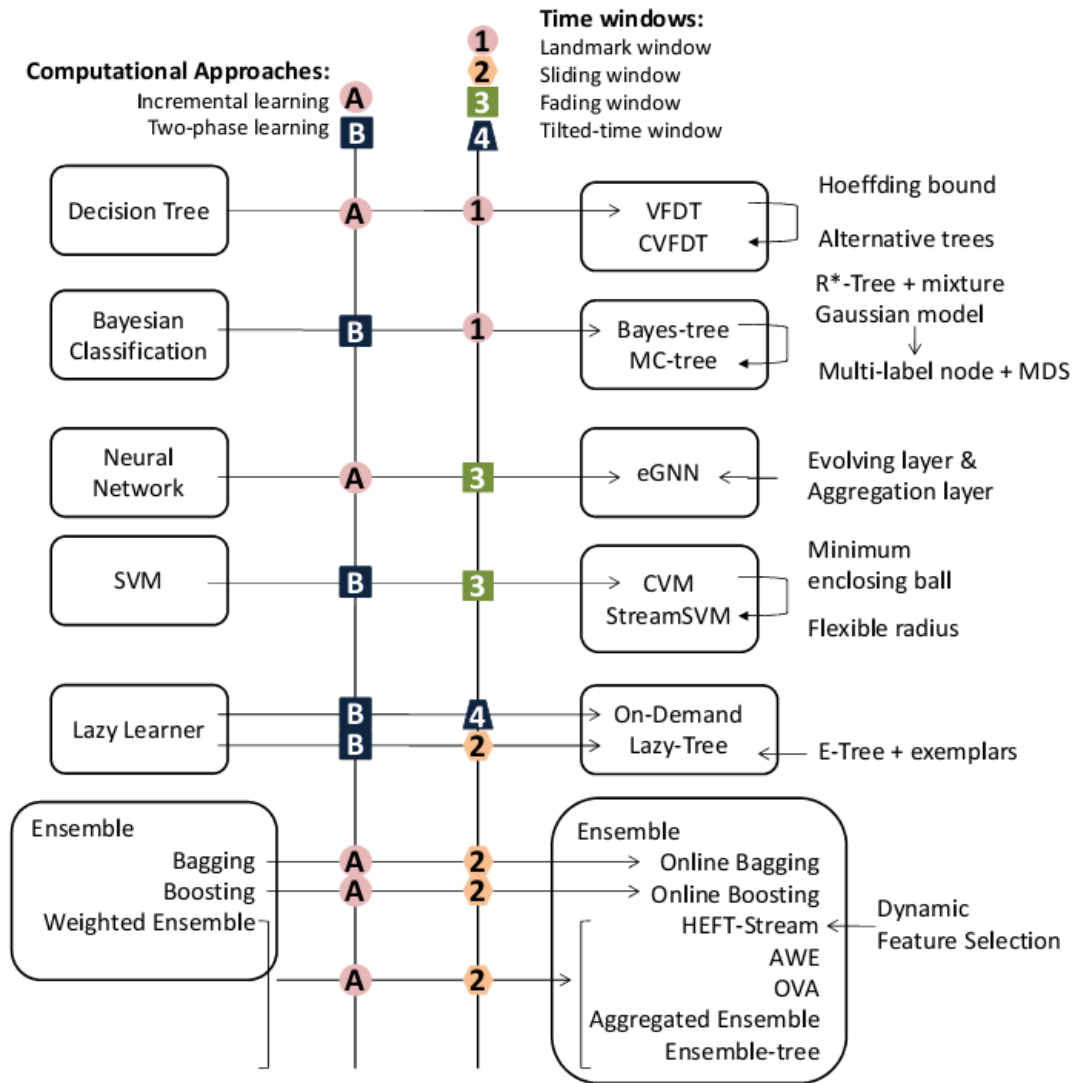 Time windows:
1 Landmark window
2 Sliding window
3 Fading window
4 Tilted-time window
Computational Approaches:
Incremental learning A
Two-phase learning B
Decision Tree
A
1
VFDT
CVFDT
Hoeffding bound
Alternative trees
Bayesian
Classification
B
1
Bayes-tree
MC-tree
R*-Tree + mixture
Gaussian model
Multi-label node + MDS
Neural
Network
A
3
eGNN
Evolving layer &
Aggregation layer
SVM
B
3
CVM
StreamSVM
Minimum
enclosing ball
Flexible radius
Lazy Learner
B
4
On-Demand
B
2
Lazy-Tree
E-Tree + exemplars
Ensemble
Bagging
Boosting
Weighted Ensemble
A
2
A
2
A
2
Ensemble
Online Bagging
Online Boosting
HEFT-Stream
AWE
OVA
Aggregated Ensemble
Ensemble-tree
Dynamic
Feature Selection